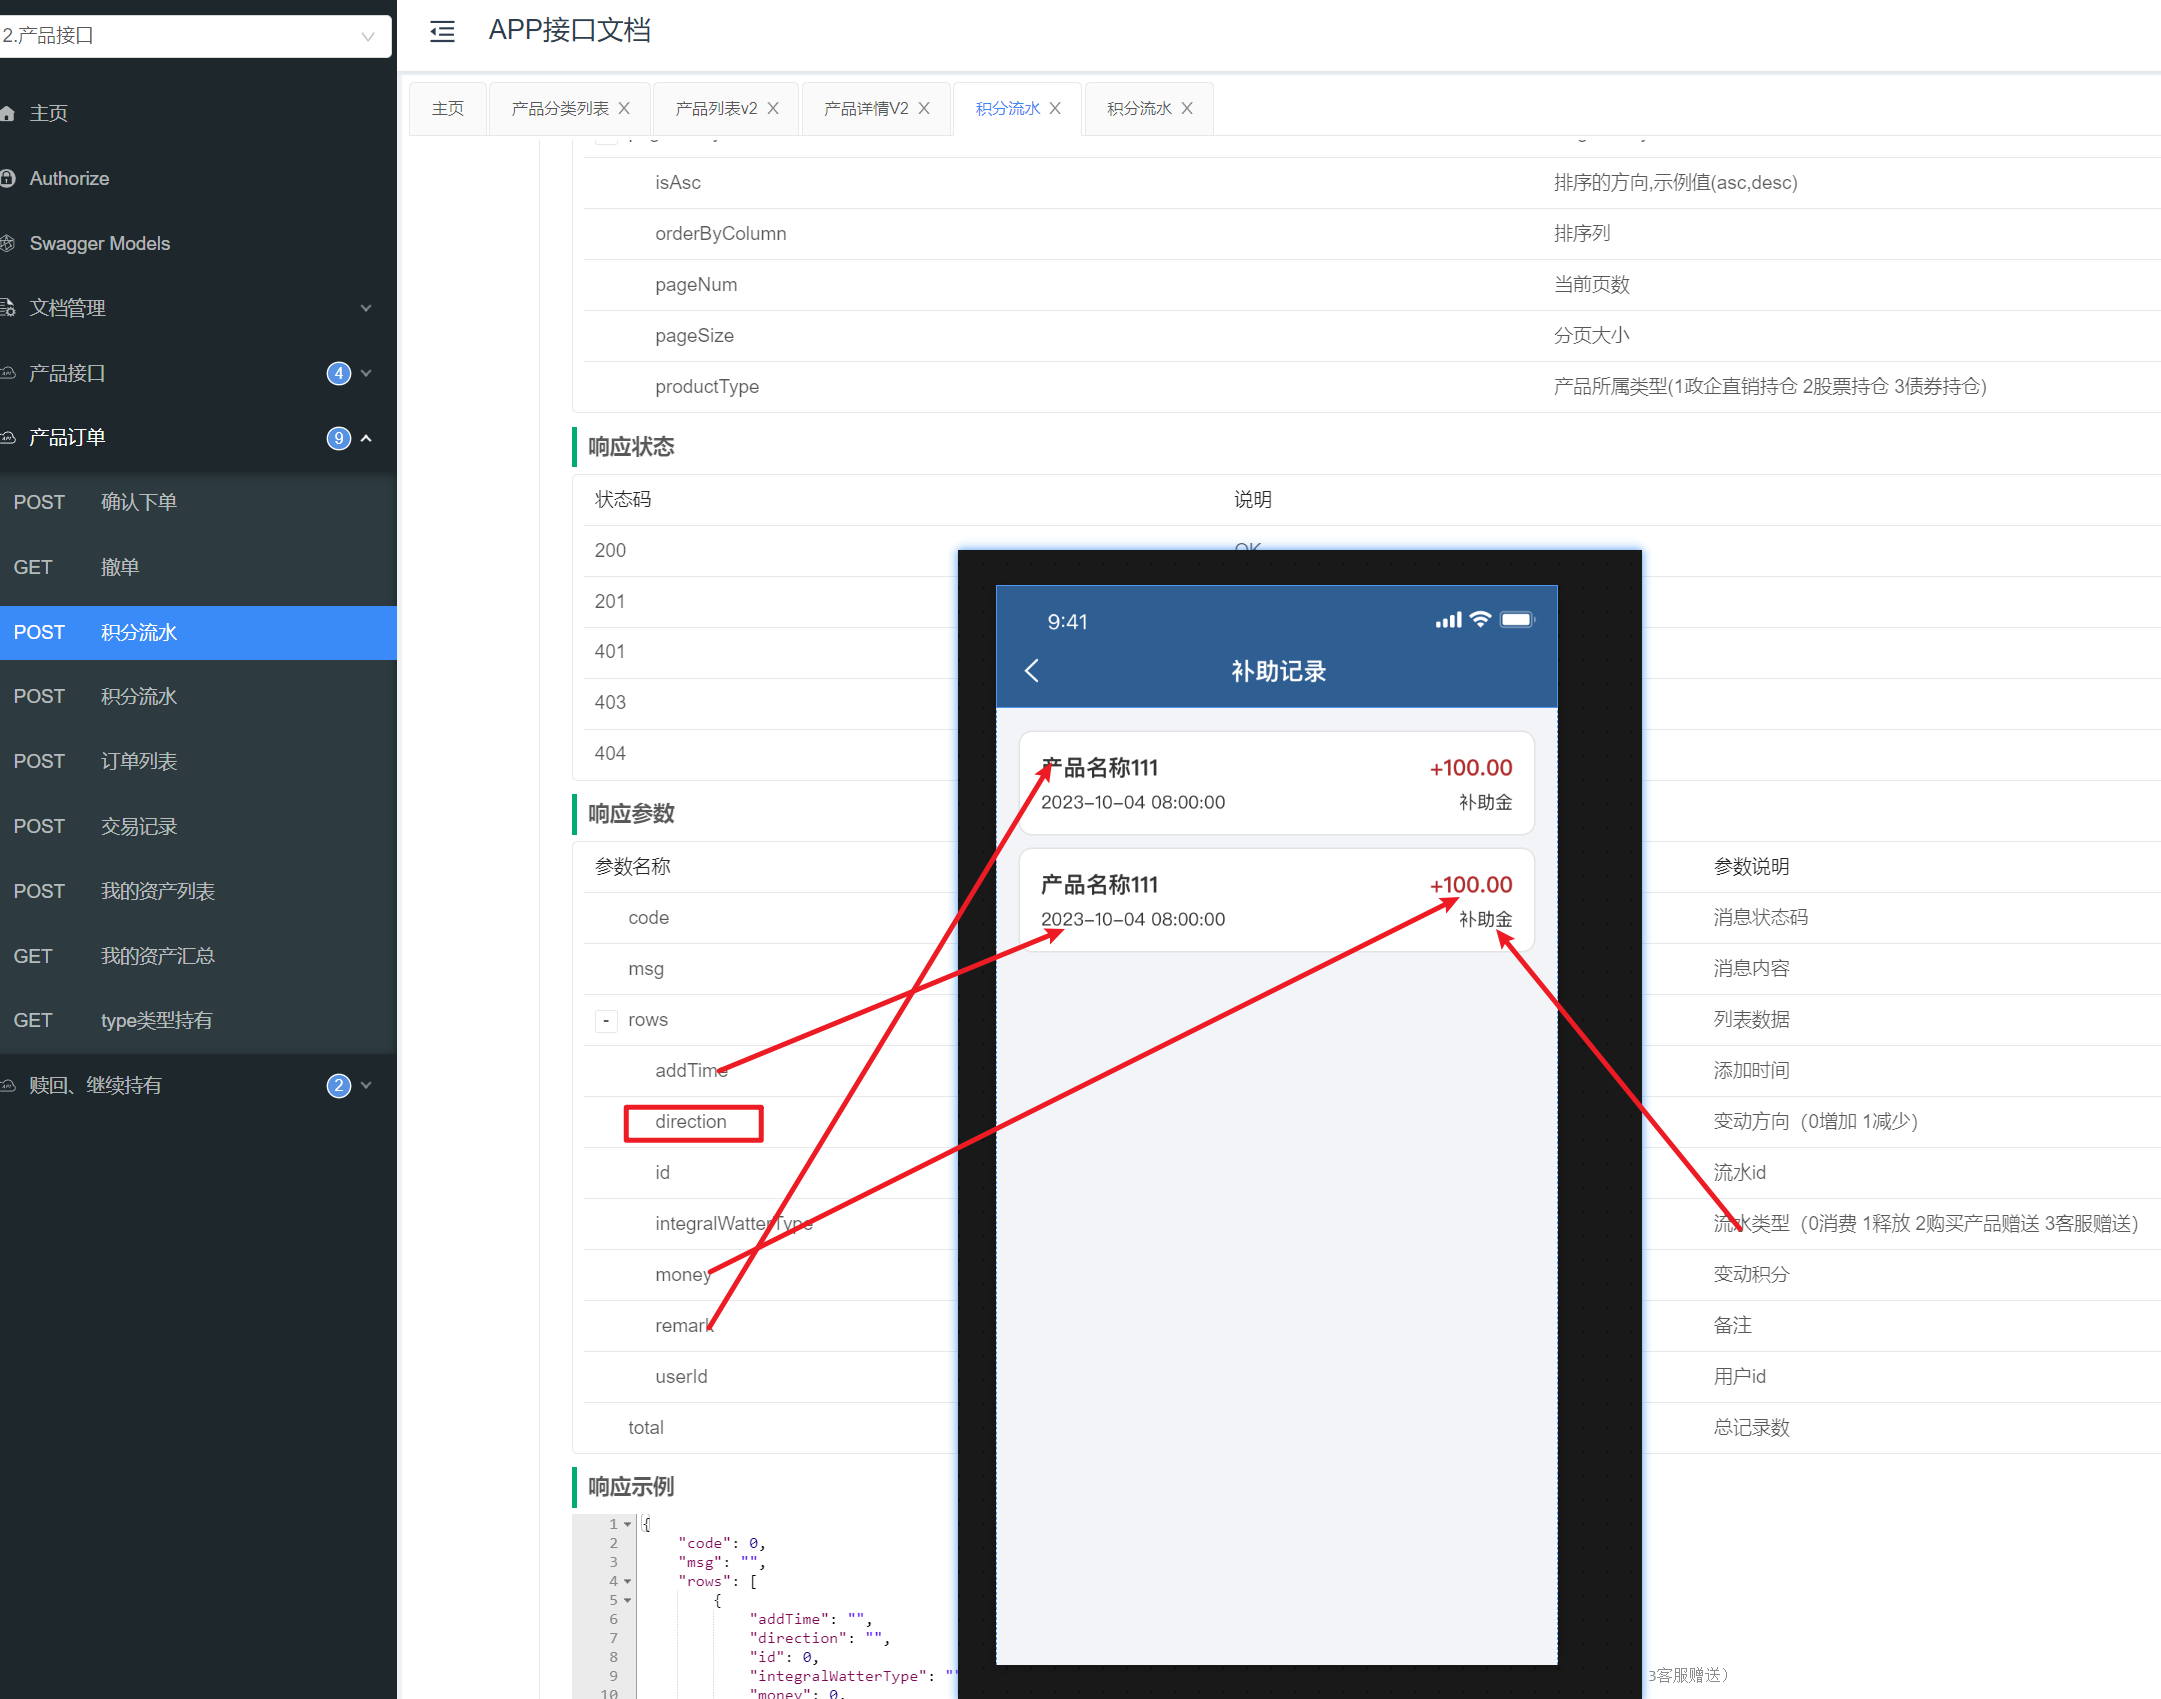 2.产品接口
主页
Authorize
Swagger Models
文档管理
产品接口 4
产品订单 9
POST 确认下单
GET 撤单
POST 积分流水
POST 积分流水
POST 订单列表
POST 交易记录
POST 我的资产列表
GET 我的资产汇总
GET type类型持有
赎回、继续持有 2
APP接口文档
主页 产品分类列表 X 产品列表v2 X 产品详情V2 X 积分流水 X 积分流水 X
isAsc 排序的方向,示例值(asc,desc)
orderByColumn 排序列
pageNum 当前页数
pageSize 分页大小
productType 产品所属类型(1政企直销持仓 2股票持仓 3债券持仓)
响应状态
状态码 说明
200 OK
201
401
403
404
响应参数
参数名称 参数说明
code 消息状态码
msg 消息内容
- rows 列表数据
addTime 添加时间
direction 变动方向（0增加 1减少）
id 流水id
integralWatterType 流水类型（0消费 1释放 2购买产品赠送 3客服赠送）
money 变动积分
remark 备注
userId 用户id
total 总记录数
9:41
补助记录
产品名称111 +100.00
2023-10-04 08:00:00 补助金
产品名称111 +100.00
2023-10-04 08:00:00 补助金
响应示例
1 {
2 "code": 0,
3 "msg": "",
4 "rows": [
5 {
6 "addTime": "",
7 "direction": "",
8 "id": 0,
9 "integralWatterType": ""
10 "money": 0,
3客服赠送）